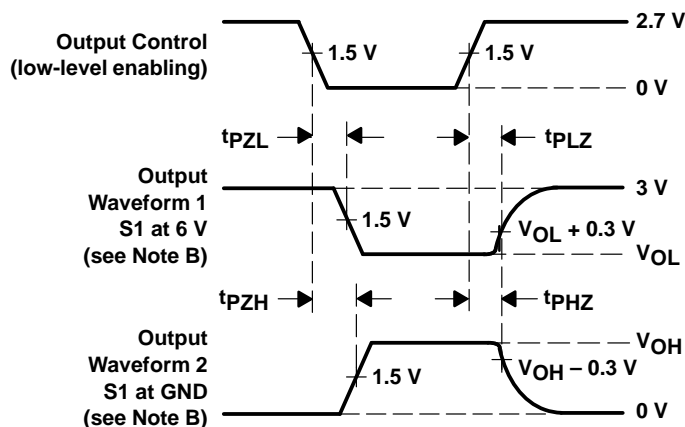 Output Control
(low-level enabling)
1.5 V
1.5 V
2.7 V
0 V
tPZL
tPLZ
Output
Waveform 1
S1 at 6 V
(see Note B)
3 V
1.5 V
VOL + 0.3 V
VOL
tPZH
tPHZ
Output
Waveform 2
S1 at GND
(see Note B)
VOH
1.5 V
VOH – 0.3 V
0 V